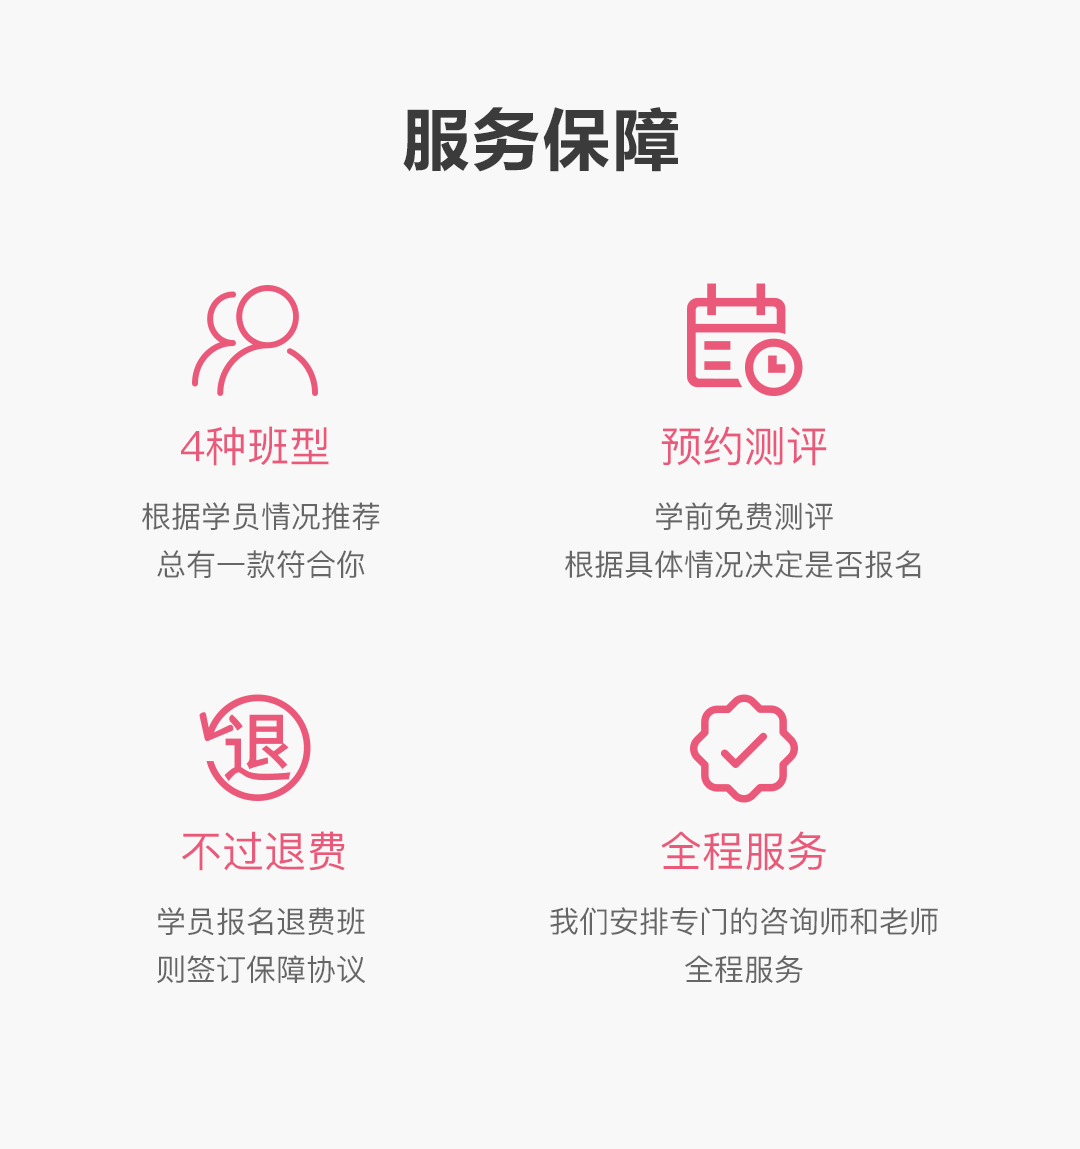 服务保障
4种班型
根据学员情况推荐
总有一款符合你
预约测评
学前免费测评
根据具体情况决定是否报名
退
不过退费
学员报名退费班
则签订保障协议
全程服务
我们安排专门的咨询师和老师
全程服务